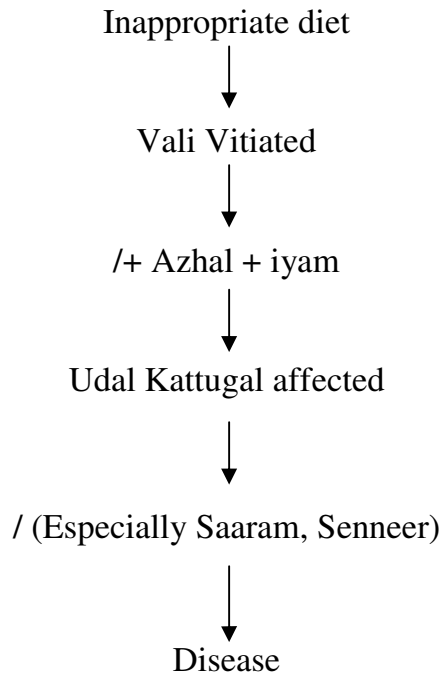 Inappropriate diet
Vali Vitiated
/+ Azhal + iyam
Udal Kattugal affected
/ (Especially Saaram, Senneer)
Disease